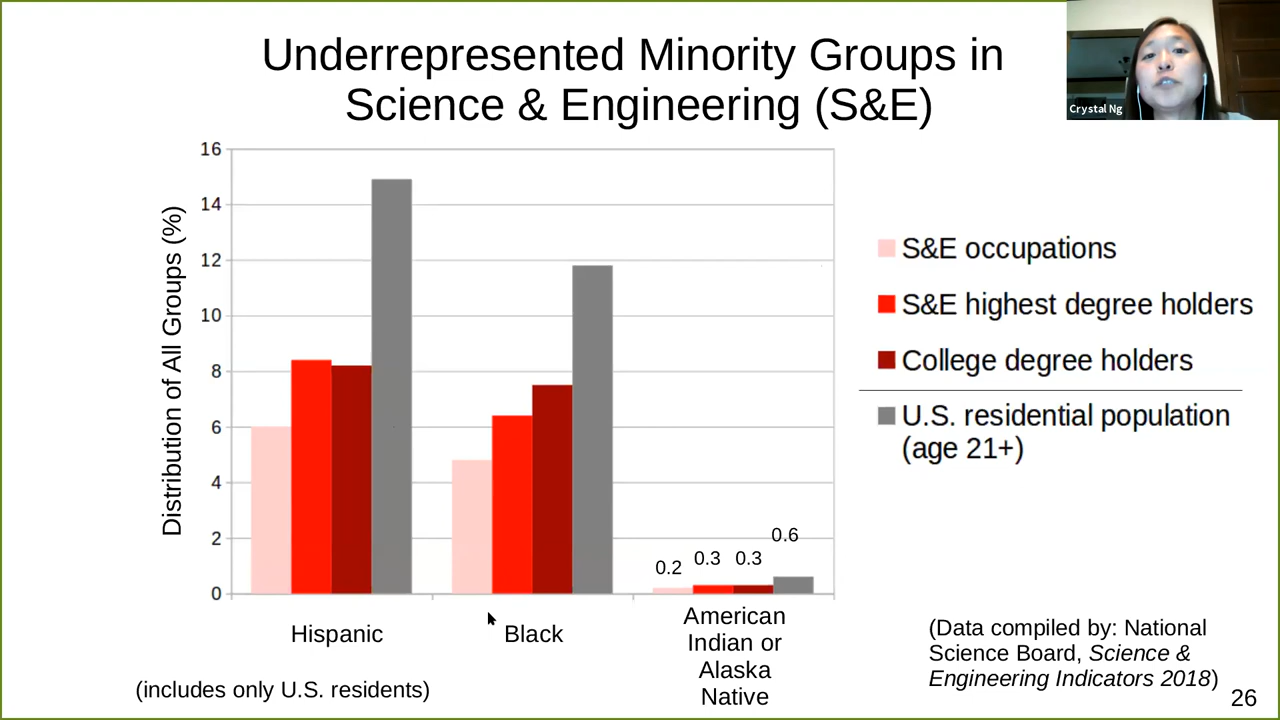 Underrepresented Minority Groups in
Science & Engineering (S&E)
Crystal Ng
16
14
12
10
8
6
4
2
0
Distribution of All Groups (%)
0.2
0.3
0.3
0.6
Hispanic
Black
American
Indian or
Alaska
Native
S&E occupations
S&E highest degree holders
College degree holders
U.S. residential population
(age 21+)
(includes only U.S. residents)
(Data compiled by: National
Science Board, Science &
Engineering Indicators 2018)
26